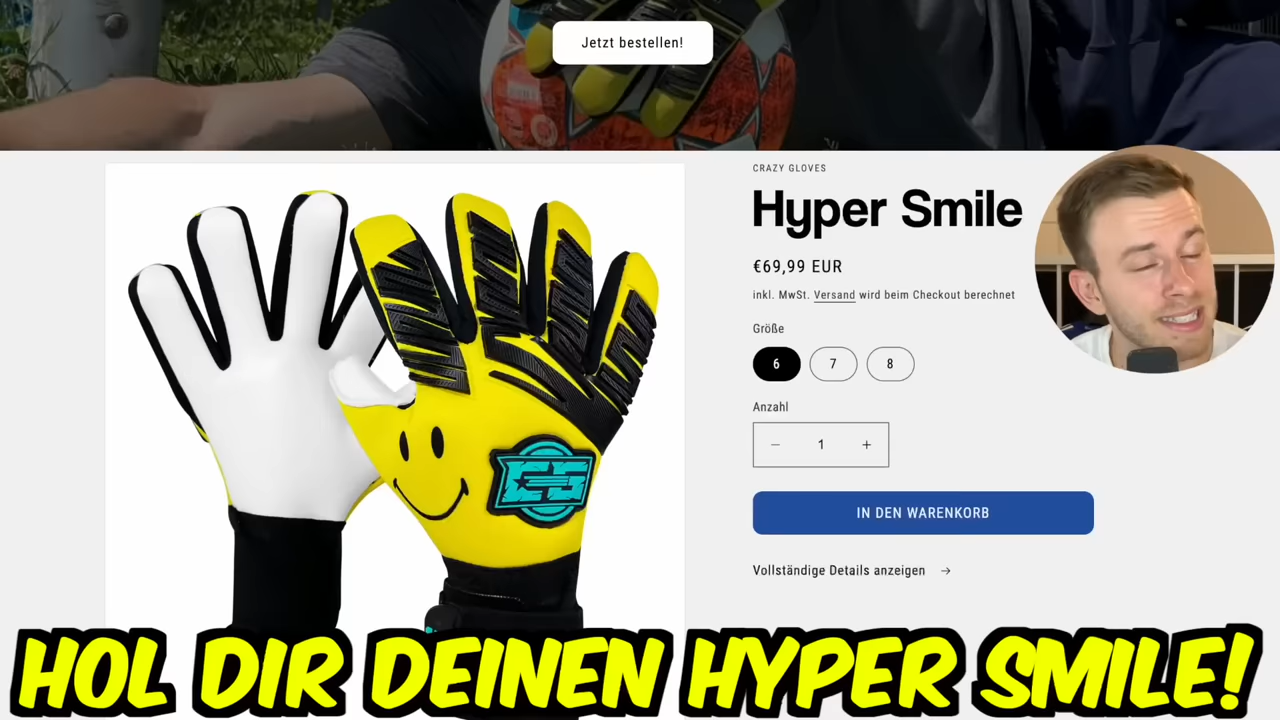 Jetzt bestellen!
CRAZY GLOVES
Hyper Smile
€69,99 EUR
inkl. MwSt. Versand wird beim Checkout berechnet
Größe
6 7 8
Anzahl
− 1 +
IN DEN WARENKORB
Vollständige Details anzeigen →
CG
HOL DIR DEINEN HYPER SMILE!